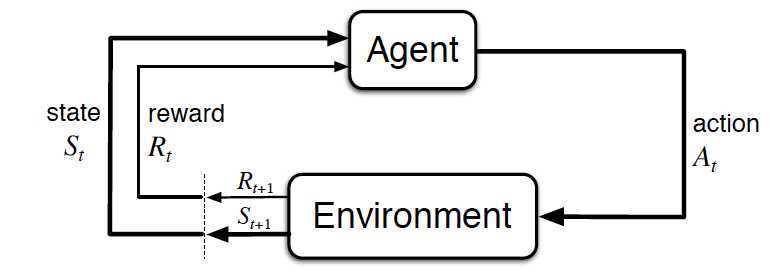 Agent
state
S_t
reward
R_t
action
A_t
R_{t+1}
S_{t+1}
Environment